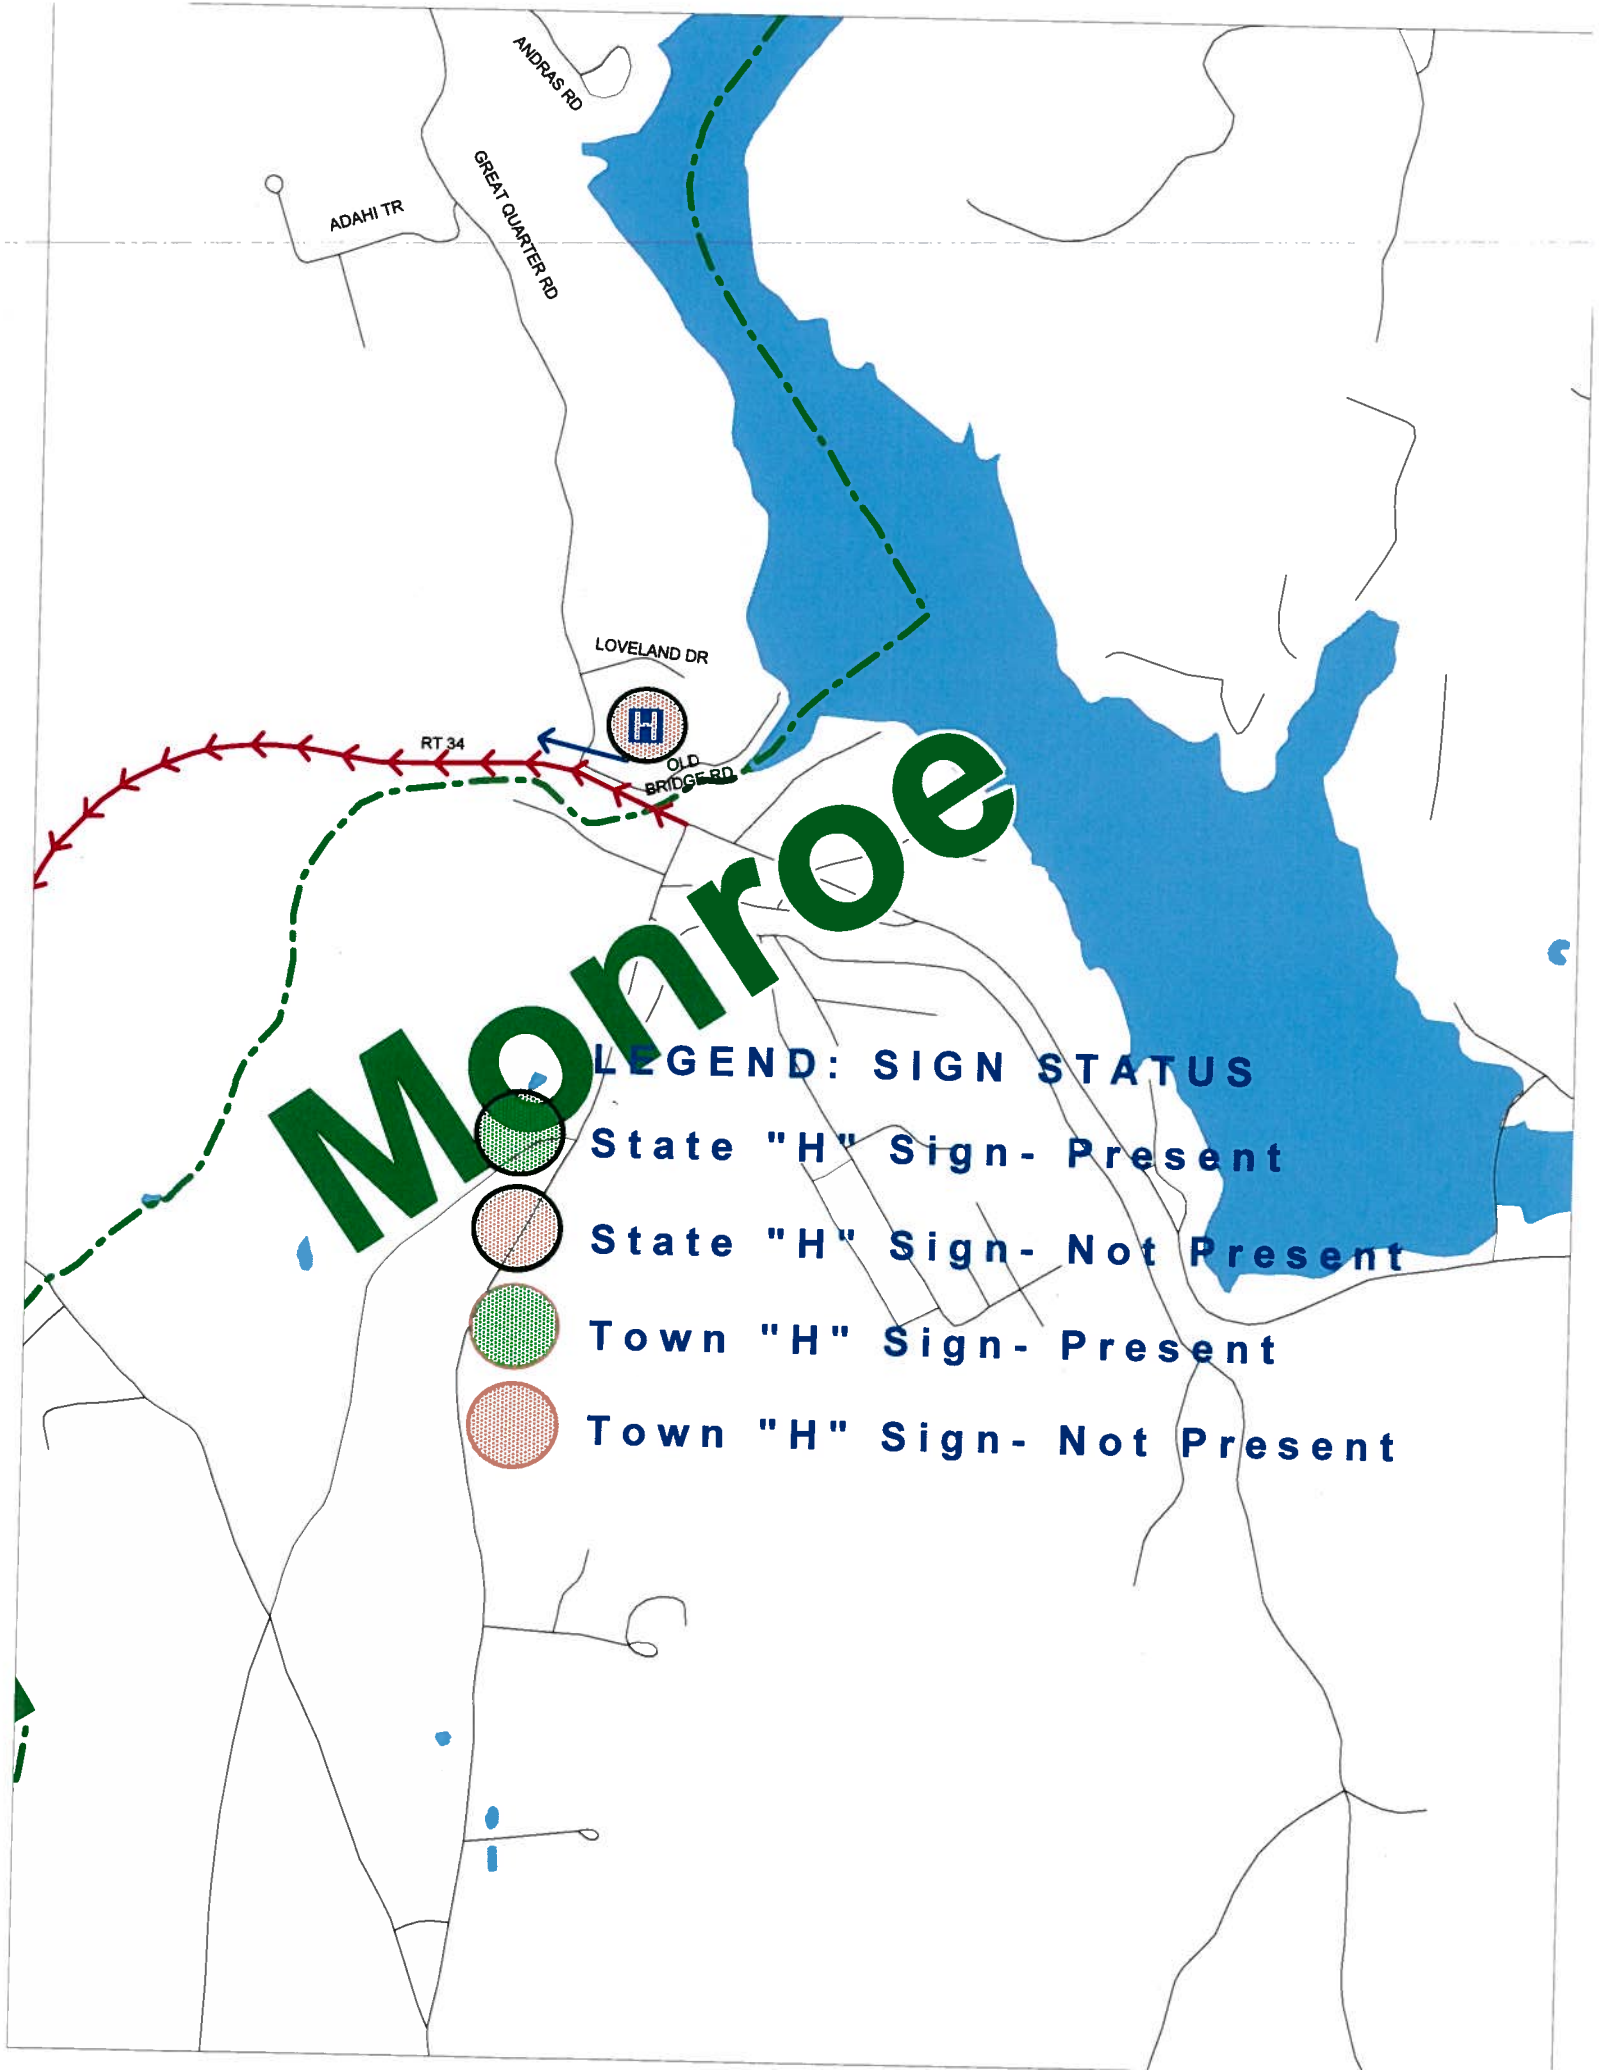 ANDRAS RD
GREAT QUARTER RD
ADAHI TR
LOVELAND DR
H
RT 34
OLD
BRIDGE RD
Monroe
LEGEND: SIGN STATUS
State "H" Sign- Present
State "H" Sign- Not Present
Town "H" Sign- Present
Town "H" Sign- Not Present